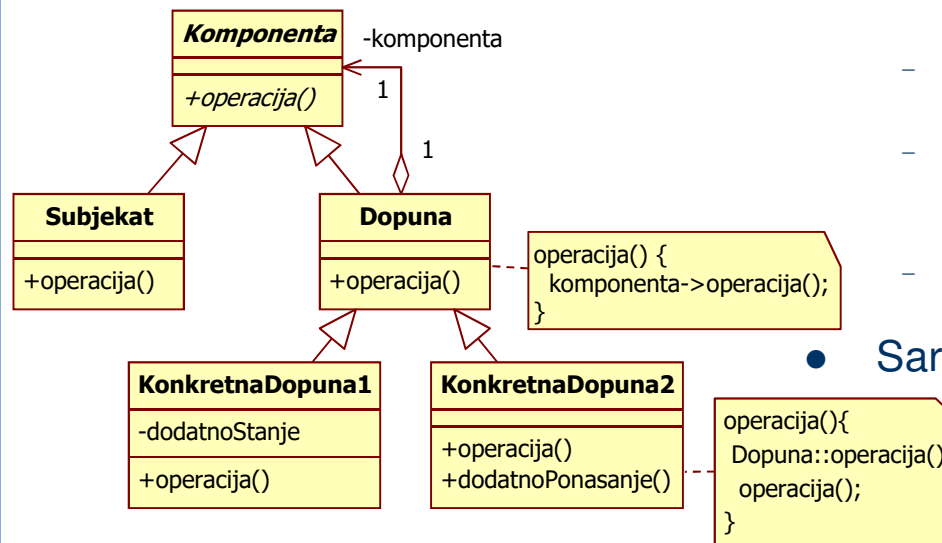 Komponenta
-komponenta
+operacija()
1
1
Subjekat
+operacija()
Dopuna
+operacija()
operacija() {
komponenta->operacija();
}
KonkretnaDopuna1
-dodatnoStanje
+operacija()
KonkretnaDopuna2
+operacija()
+dodatnoPonasanje()
operacija(){
Dopuna::operacija()
operacija();
}
– 
– 
– 
• Sar